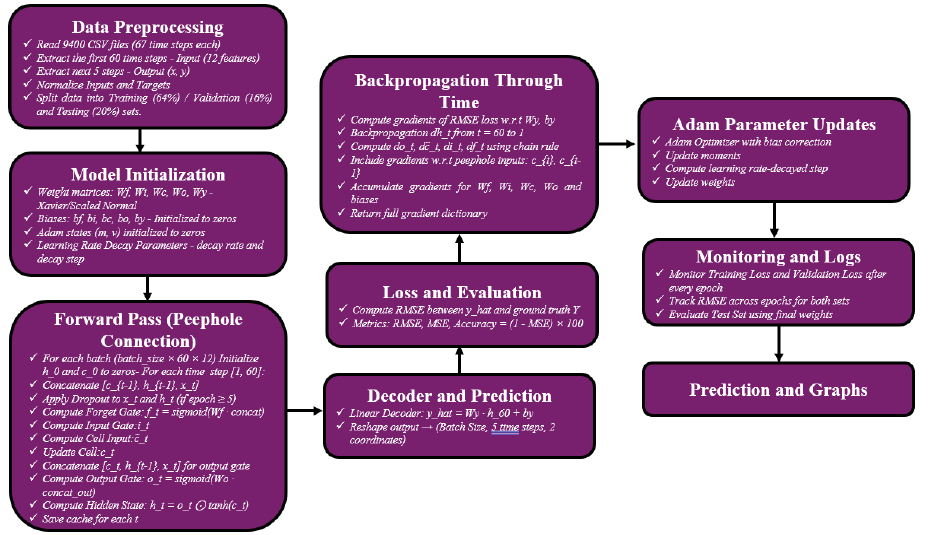 Data Preprocessing
✓ Read 9400 CSV files (67 time steps each)
✓ Extract the first 60 time steps - Input (12 features)
✓ Extract next 5 steps - Output (x, y)
✓ Normalize Inputs and Targets
✓ Split data into Training (64%) / Validation (16%)
and Testing (20%) sets.
Model Initialization
✓ Weight matrices: Wf, Wi, Wc, Wo, Wy -
Xavier/Scaled Normal
✓ Biases: bf, bi, bc, bo, by - Initialized to zeros
✓ Adam states (m, v) initialized to zeros
✓ Learning Rate Decay Parameters - decay rate and
decay step
Forward Pass (Peephole
Connection)
✓ For each batch (batch_size × 60 × 12) Initialize
h_0 and c_0 to zeros- For each time step [1, 60]:
✓ Concatenate [c_{t-1}, h_{t-1}, x_t]
✓ Apply Dropout to x_t and h_t (if epoch ≥ 5)
✓ Compute Forget Gate: f_t = sigmoid(Wf · concat)
✓ Compute Input Gate: i_t
✓ Compute Cell Input: c̄_t
✓ Update Cell: c_t
✓ Concatenate [c_t, h_{t-1}, x_t] for output gate
✓ Compute Output Gate: o_t = sigmoid(Wo ·
concat_out)
✓ Compute Hidden State: h_t = o_t ⊙ tanh(c_t)
✓ Save cache for each t
Backpropagation Through
Time
✓ Compute gradients of RMSE loss w.r.t Wy, by
✓ Backpropagation dh_t from t = 60 to 1
✓ Compute do_t, dc̄_t, di_t, df_t using chain rule
✓ Include gradients w.r.t peephole inputs: c_{t}, c_{t-
1}
✓ Accumulate gradients for Wf, Wi, Wc, Wo and
biases
✓ Return full gradient dictionary
Loss and Evaluation
✓ Compute RMSE between y_hat and ground truth Y
✓ Metrics: RMSE, MSE, Accuracy = (1 - MSE) × 100
Decoder and Prediction
✓ Linear Decoder: y_hat = Wy · h_60 + by
✓ Reshape output → (Batch Size, 5 time steps, 2
coordinates)
Adam Parameter Updates
✓ Adam Optimizer with bias correction
✓ Update moments
✓ Compute learning rate-decayed step
✓ Update weights
Monitoring and Logs
✓ Monitor Training Loss and Validation Loss after
every epoch
✓ Track RMSE across epochs for both sets
✓ Evaluate Test Set using final weights
Prediction and Graphs